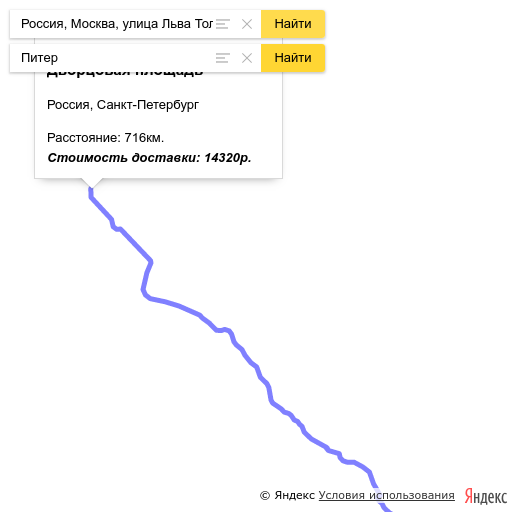 Россия, Москва, улица Льва Тол
Найти
Питер
Найти
Дворцовая площадь
Россия, Санкт-Петербург
Расстояние: 716км.
Стоимость доставки: 14320р.
© Яндекс Условия использования Яндекс